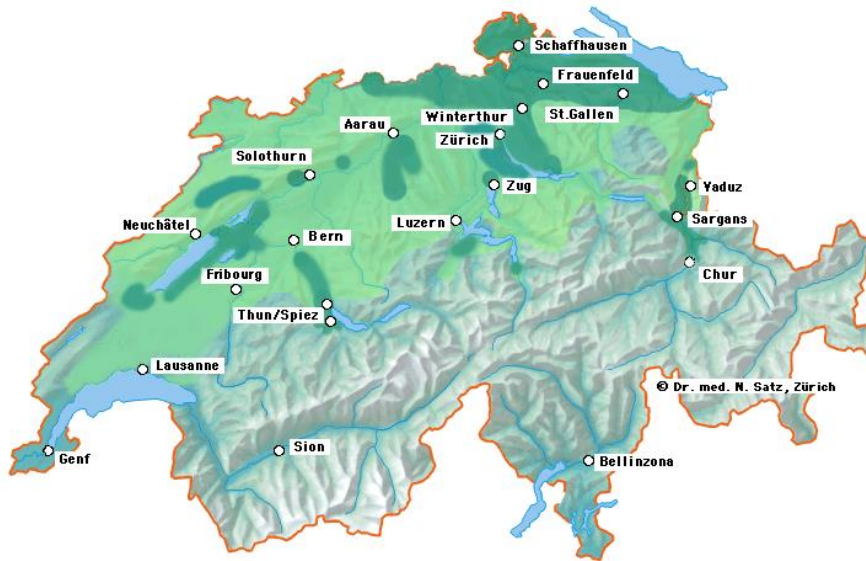 Schaffhausen
Frauenfeld
Winterthur
St.Gallen
Aarau
Zürich
Solothurn
Zug
Vaduz
Neuchâtel
Luzern
Sargans
Bern
Fribourg
Chur
Thun/Spiez
Lausanne
© Dr. med. N. Satz, Zürich
Sion
Genf
Bellinzona